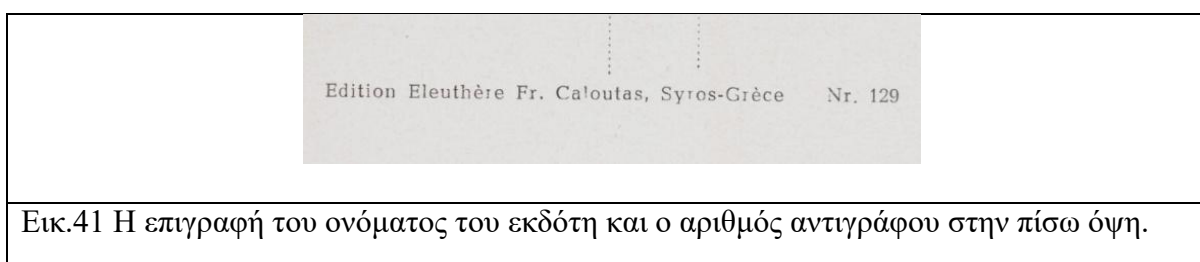 Edition Eleuthère Fr. Caloutas, Syros-Grèce Nr. 129
Εικ.41 Η επιγραφή του ονόματος του εκδότη και ο αριθμός αντιγράφου στην πίσω όψη.